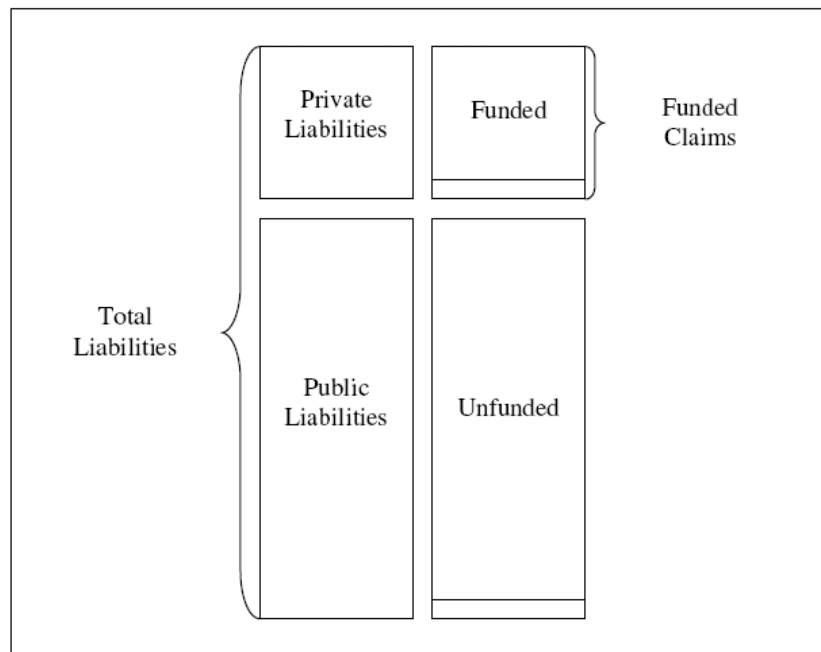 Private
Liabilities
Funded
Funded
Claims
Total
Liabilities
Public
Liabilities
Unfunded